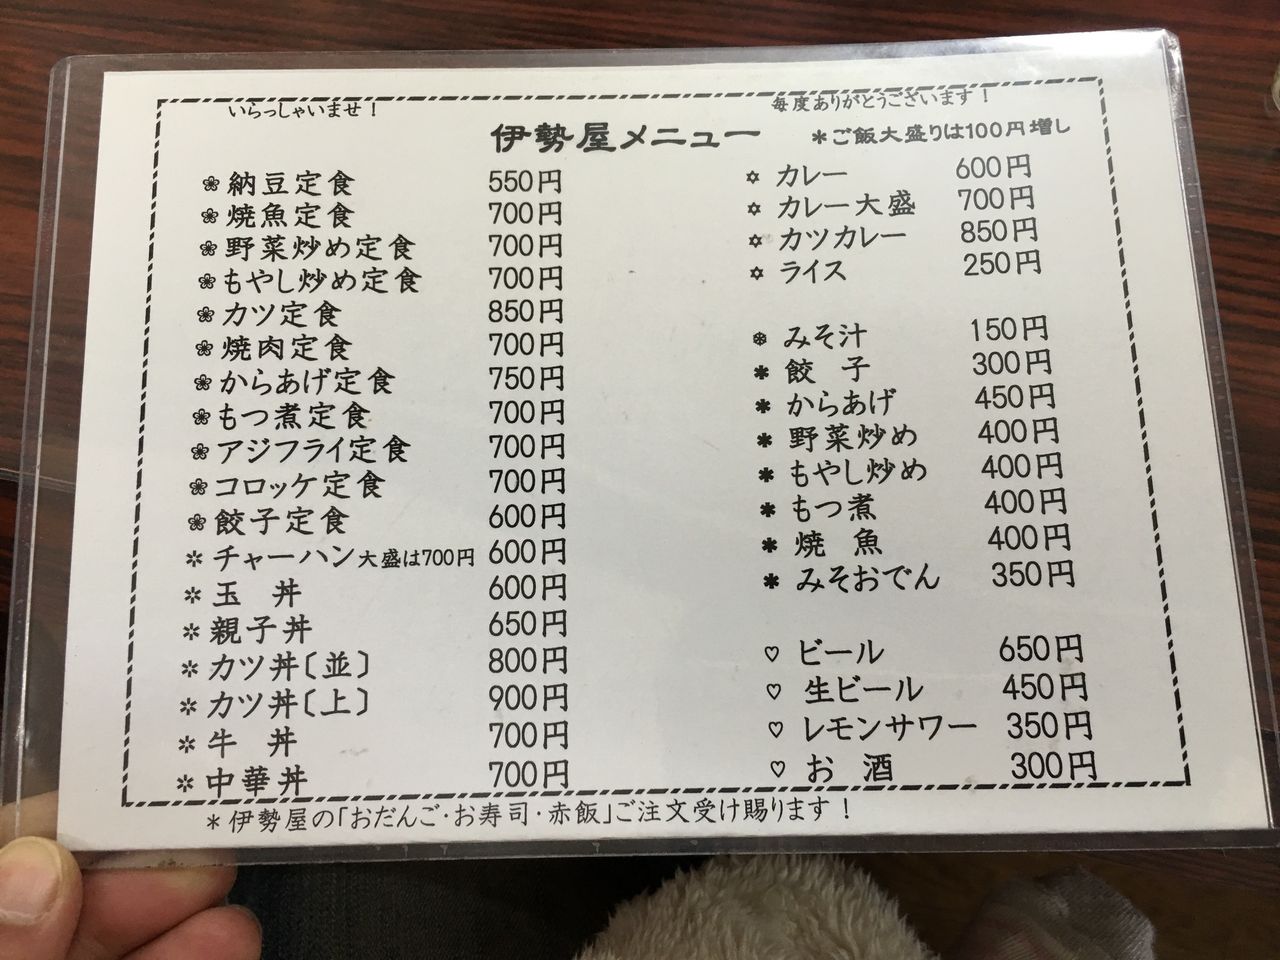 いらっしゃいませ！
毎度ありがとうございます！
伊勢屋メニュー
＊ご飯大盛りは100円増し
❀納豆定食 550円
❀焼魚定食 700円
❀野菜炒め定食 700円
❀もやし炒め定食 700円
❀カツ定食 850円
❀焼肉定食 700円
❀からあげ定食 750円
❀もつ煮定食 700円
❀アジフライ定食 700円
❀コロッケ定食 700円
❀餃子定食 600円
✲チャーハン大盛は700円 600円
✲玉　丼 600円
✲親子丼 650円
✲カツ丼〔並〕 800円
✲カツ丼〔上〕 900円
✲牛　丼 700円
✲中華丼 700円
✡ カレー 600円
✡ カレー大盛 700円
✡ カツカレー 850円
✡ ライス 250円
❄ みそ汁 150円
✱ 餃　子 300円
✱ からあげ 450円
✱ 野菜炒め 400円
✱ もやし炒め 400円
✱ もつ煮 400円
✱ 焼　魚 400円
✱ みそおでん 350円
♡ ビール 650円
♡ 生ビール 450円
♡ レモンサワー 350円
♡ お　酒 300円
＊伊勢屋の「おだんご・お寿司・赤飯」ご注文受け賜ります！